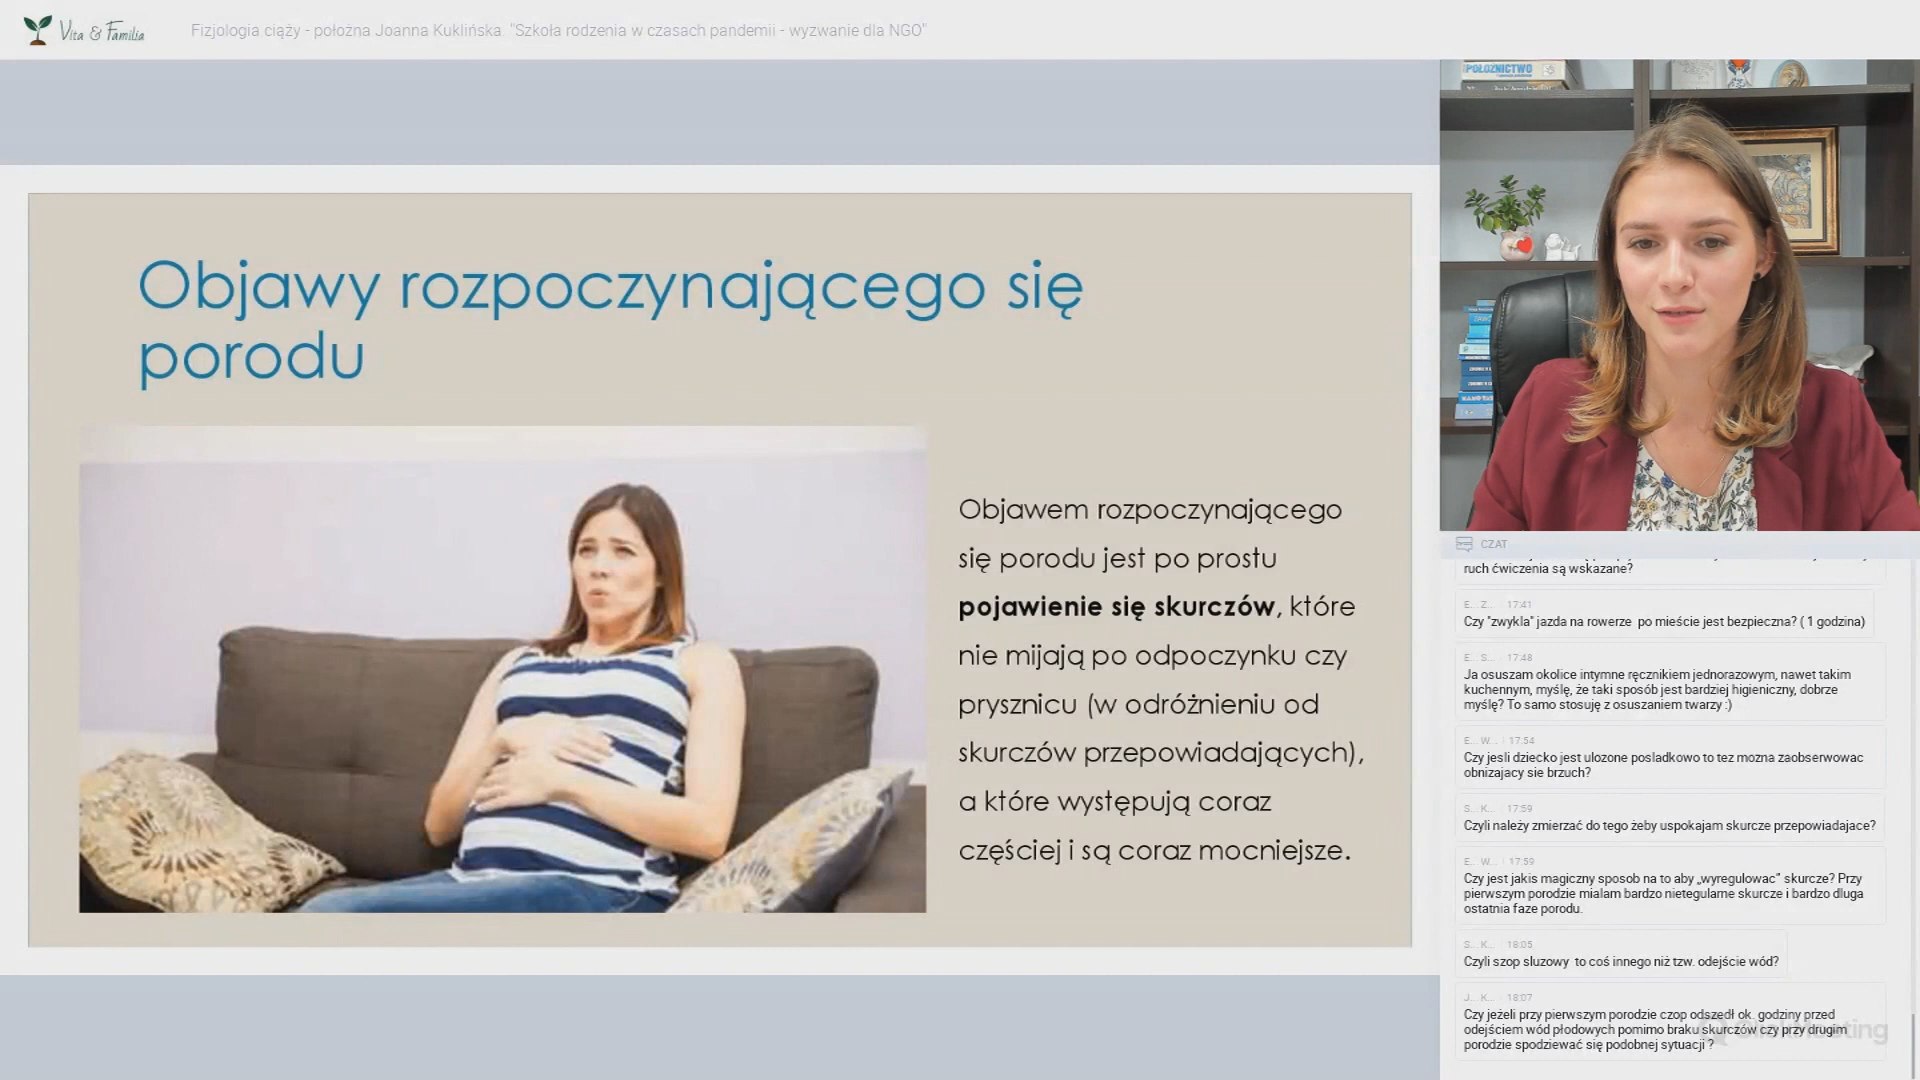 Vita & Familia
Fizjologia ciąży - położna Joanna Kuklińska. "Szkoła rodzenia w czasach pandemii - wyzwanie dla NGO"
Objawy rozpoczynającego się
porodu
Objawem rozpoczynającego
się porodu jest po prostu
pojawienie się skurczów, które
nie mijają po odpoczynku czy
prysznicu (w odróżnieniu od
skurczów przepowiadających),
a które występują coraz
częściej i są coraz mocniejsze.
POŁOŻNICTWO
CZAT
ruch ćwiczenia są wskazane?
E... Z... 17:41
Czy "zwykla" jazda na rowerze po mieście jest bezpieczna? ( 1 godzina)
E... S... 17:48
Ja osuszam okolice intymne ręcznikiem jednorazowym, nawet takim
kuchennym, myślę, że taki sposób jest bardziej higieniczny, dobrze
myślę? To samo stosuję z osuszaniem twarzy :)
E... W... 17:54
Czy jesli dziecko jest ulozone posladkowo to tez mozna zaobserwowac
obnizajacy sie brzuch?
S... K... 17:59
Czyli należy zmierzać do tego żeby uspokajam skurcze przepowiadajace?
E... W... 17:59
Czy jest jakis magiczny sposob na to aby „wyregulowac” skurcze? Przy
pierwszym porodzie mialam bardzo nietegularne skurcze i bardzo dluga
ostatnia faze porodu.
S... K... 18:05
Czyli szop sluzowy to coś innego niż tzw. odejście wód?
J... K... 18:07
Czy jeżeli przy pierwszym porodzie czop odszedł ok. godziny przed
odejściem wód płodowych pomimo braku skurczów czy przy drugim
porodzie spodziewać się podobnej sytuacji ?
ClickMeeting